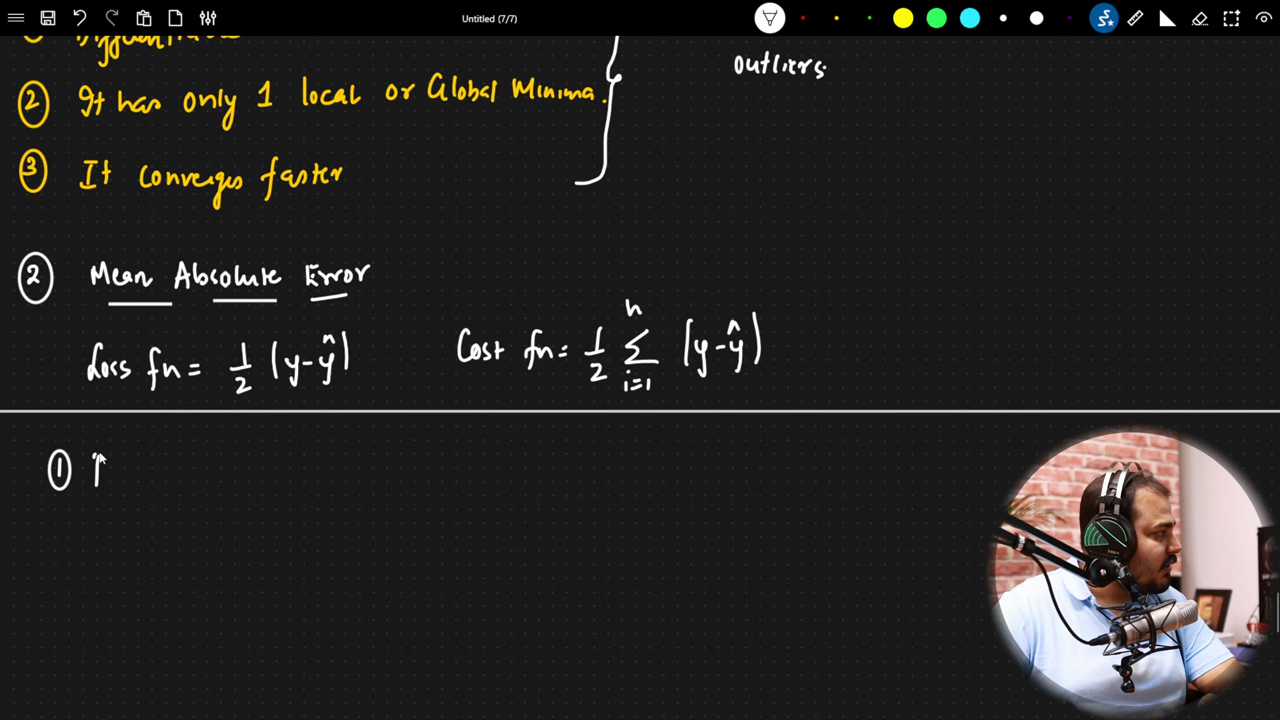 Untitled (7/7)
outliers.
② It has only 1 local or Global Minima.
③ It Converges faster
② Mean Absolute Error
Loss fn = 1/2 |y-ŷ|
Cost fn = 1/2 n Σ i=1 |y-ŷ|
①